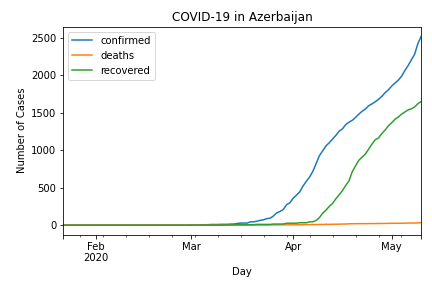 COVID-19 in Azerbaijan
confirmed
deaths
recovered
Number of Cases
2500
2000
1500
1000
500
0
Feb
2020
Mar
Apr
May
Day